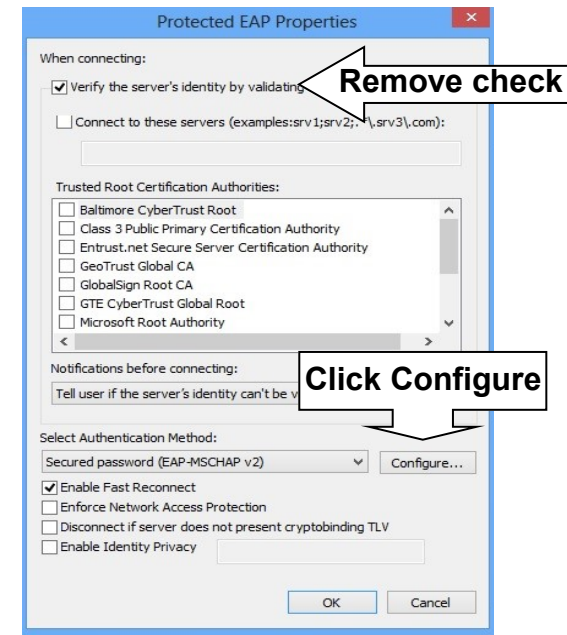 Protected EAP Properties
When connecting:
Verify the server's identity by validating
Remove check
Connect to these servers (examples:srv1;srv2;.*\.srv3\.com):
Trusted Root Certification Authorities:
Baltimore CyberTrust Root
Class 3 Public Primary Certification Authority
Entrust.net Secure Server Certification Authority
GeoTrust Global CA
GlobalSign Root CA
GTE CyberTrust Global Root
Microsoft Root Authority
Notifications before connecting:
Click Configure
Tell user if the server's identity can't be
Select Authentication Method:
Secured password (EAP-MSCHAP v2)
Configure...
Enable Fast Reconnect
Enforce Network Access Protection
Disconnect if server does not present cryptobinding TLV
Enable Identity Privacy
OK
Cancel